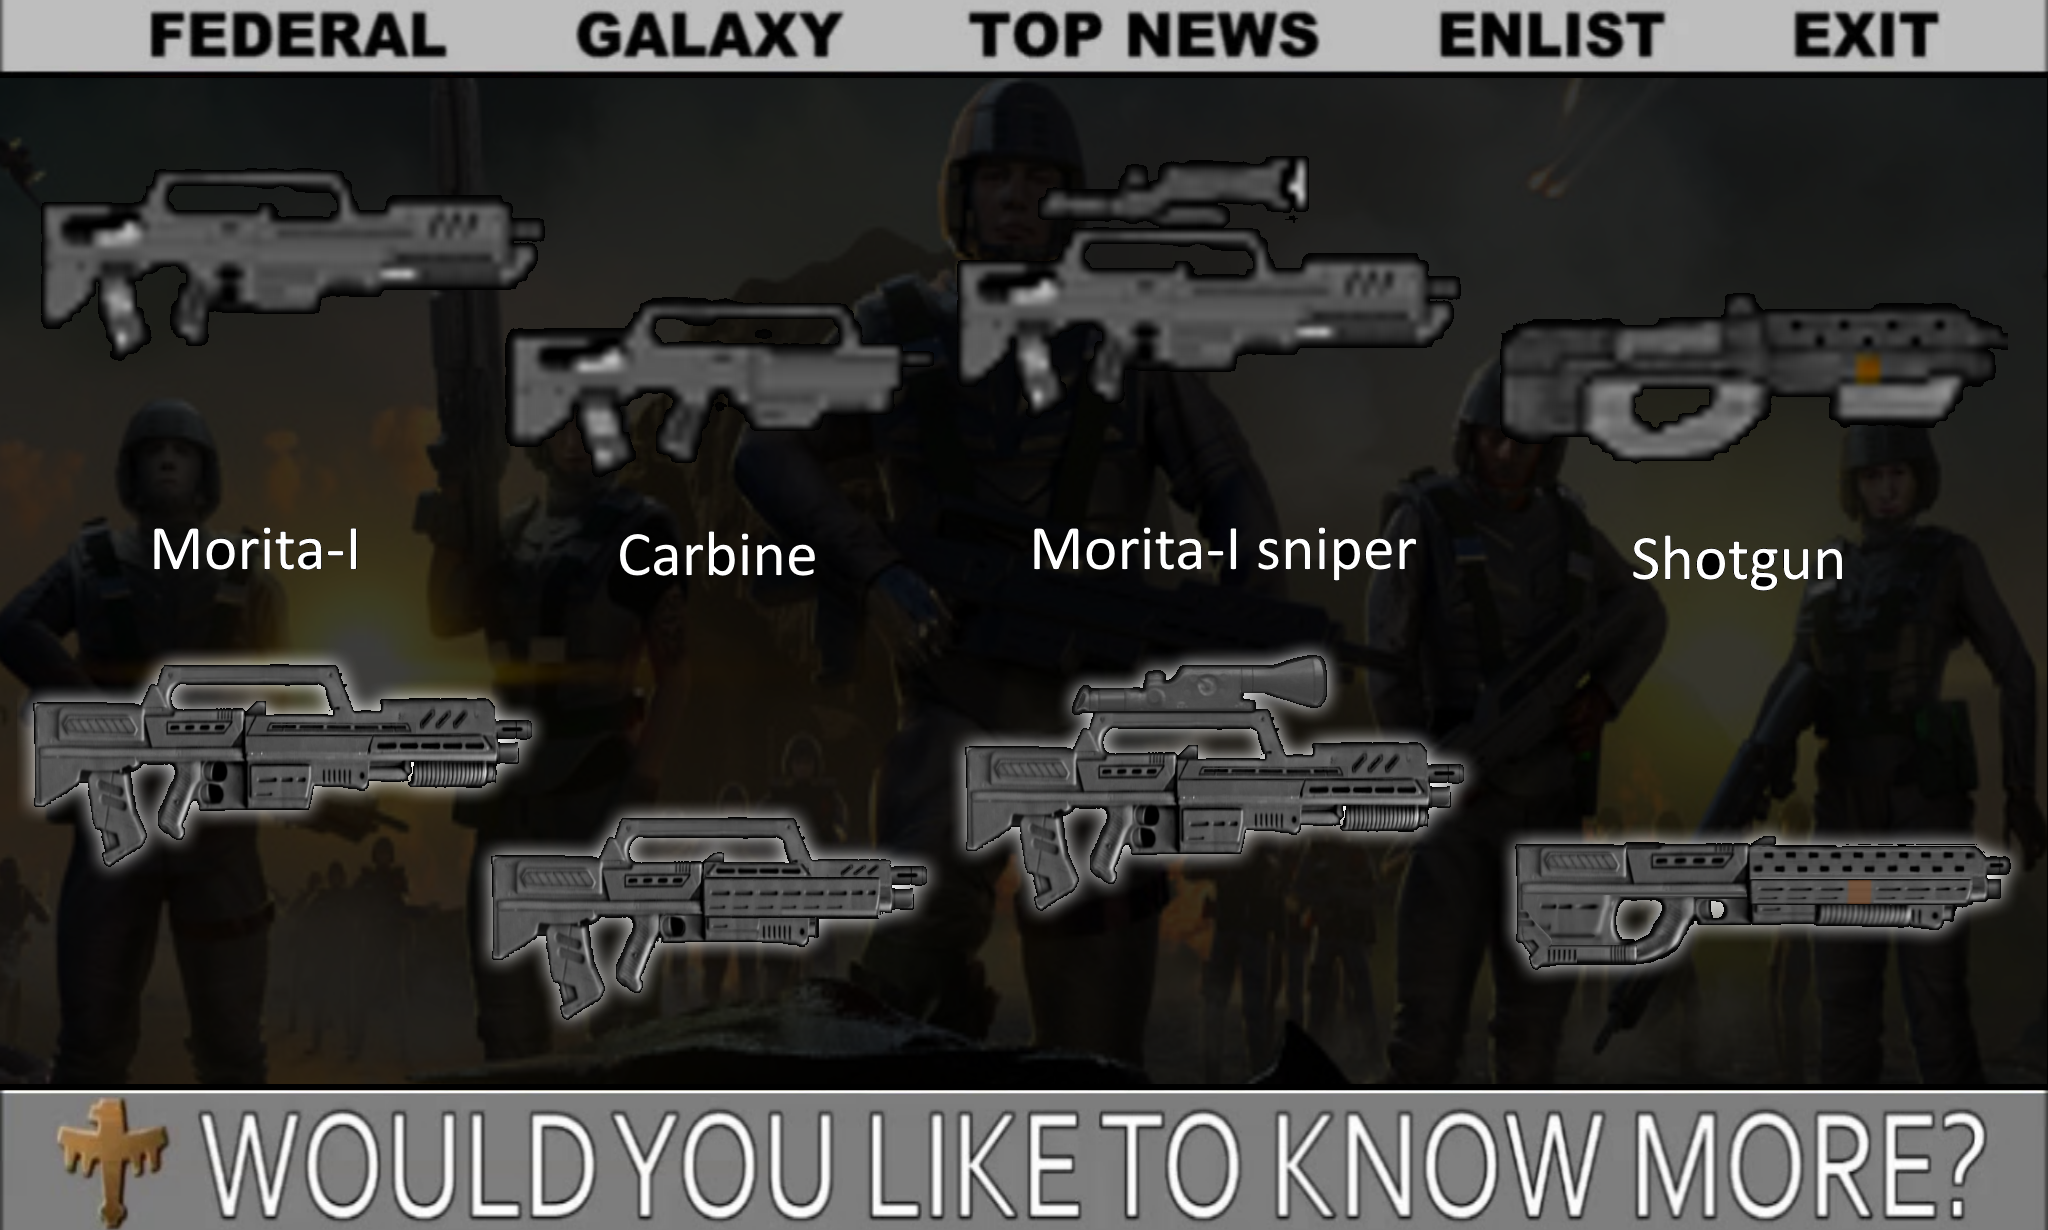 FEDERAL GALAXY TOP NEWS ENLIST EXIT
Morita-I Carbine Morita-I sniper Shotgun
WOULD YOU LIKE TO KNOW MORE?